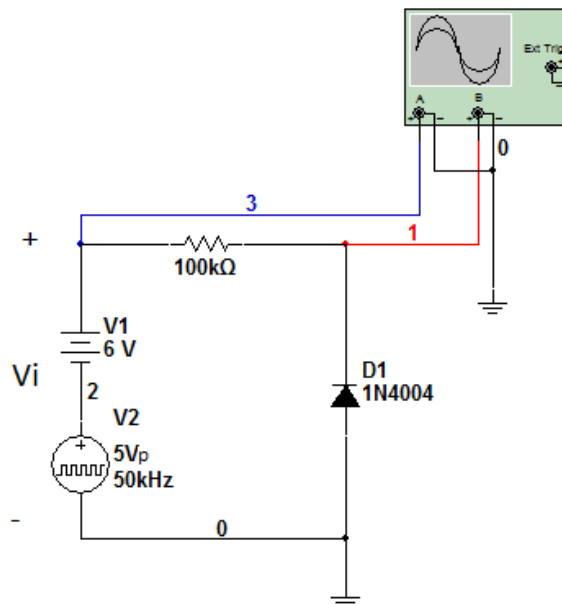 Ext Trig
+
A
B
+ - + -
0
3
1
+
100kΩ
V1
6 V
Vi
2
V2
D1
1N4004
+
5Vp
50kHz
-
0